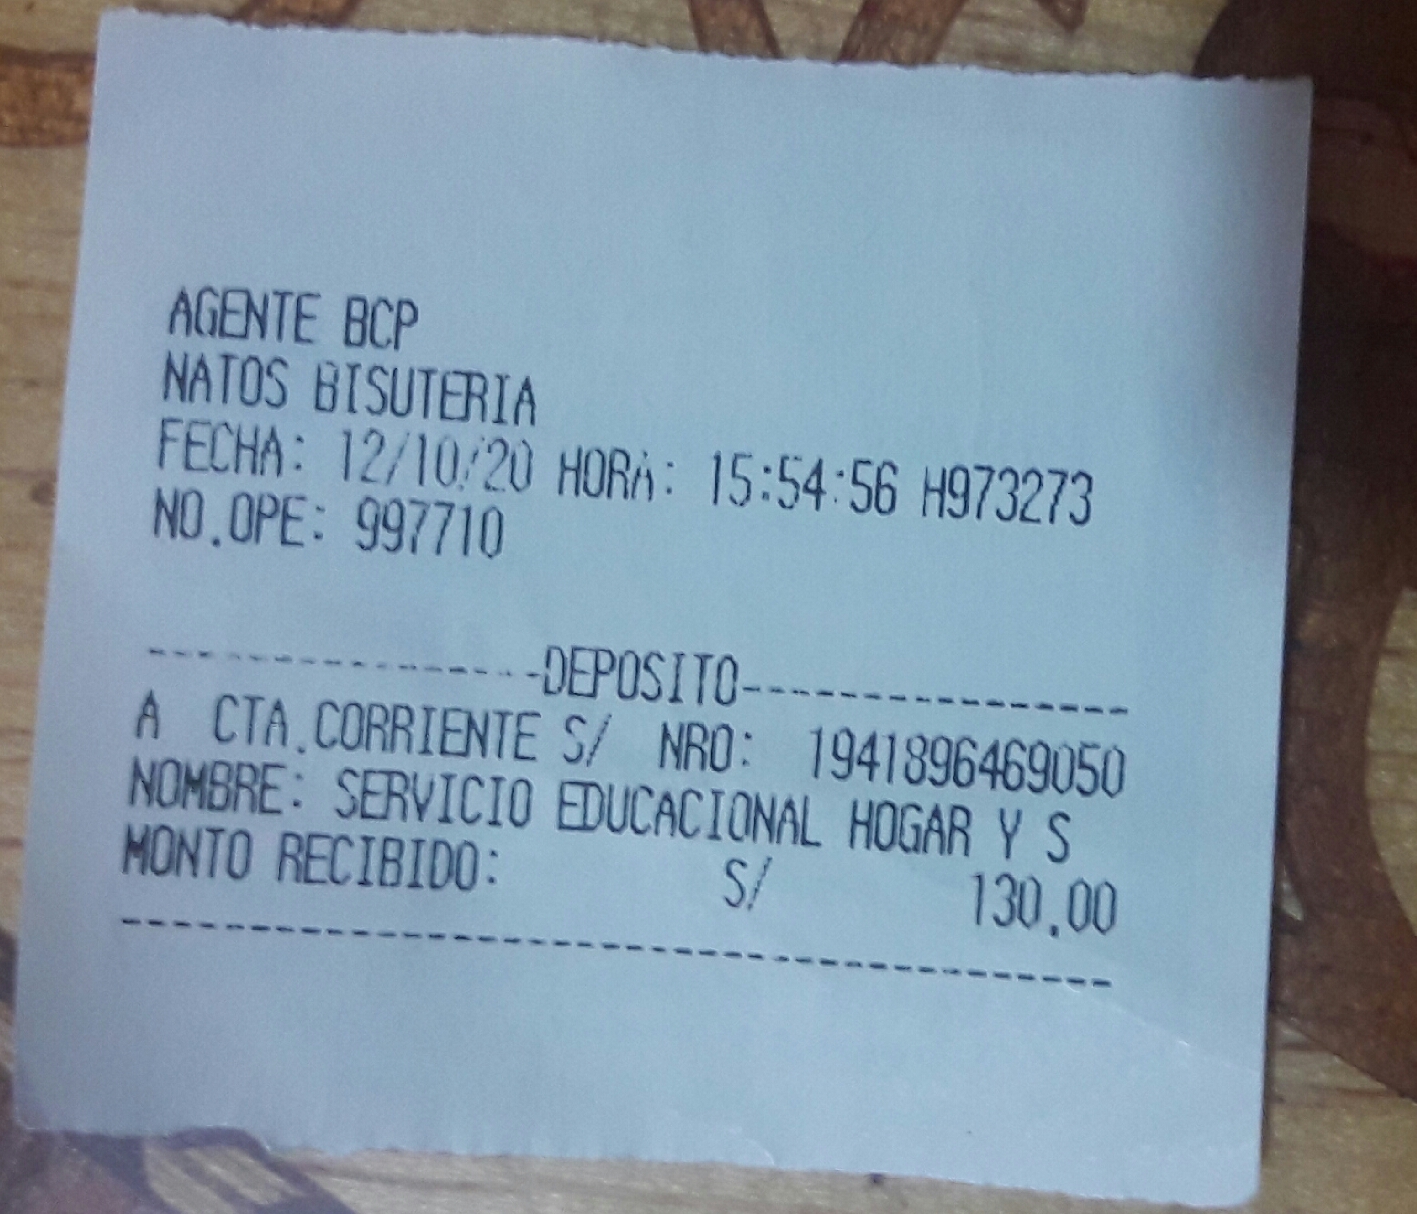 AGENTE BCP
NATOS BISUTERIA
FECHA: 12/10/20 HORA: 15:54:56 H973273
NO.OPE: 997710
------------------DEPOSITO------------------
A CTA.CORRIENTE S/ NRO: 1941896469050
NOMBRE: SERVICIO EDUCACIONAL HOGAR Y S
MONTO RECIBIDO: S/ 130.00